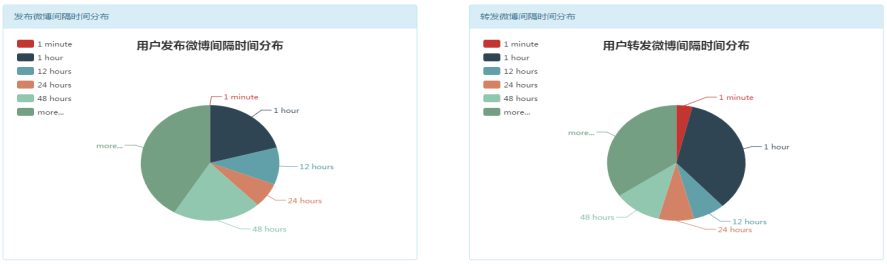 发布微博间隔时间分布
用户发布微博间隔时间分布
1 minute
1 hour
12 hours
24 hours
48 hours
more...
1 minute
1 hour
12 hours
24 hours
48 hours
more...
转发微博间隔时间分布
用户转发微博间隔时间分布
1 minute
1 hour
12 hours
24 hours
48 hours
more...
1 minute
1 hour
12 hours
24 hours
48 hours
more...